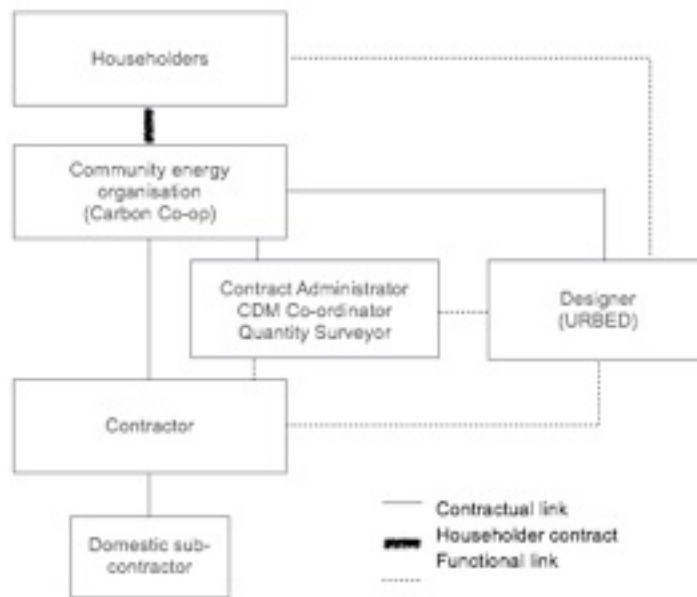 Householders
Community energy
organisation
(Carbon Co-op)
Contract Administrator
CDM Co-ordinator
Quantity Surveyor
Designer
(URBED)
Contractor
Domestic sub-
contractor
Contractual link
Householder contract
Functional link